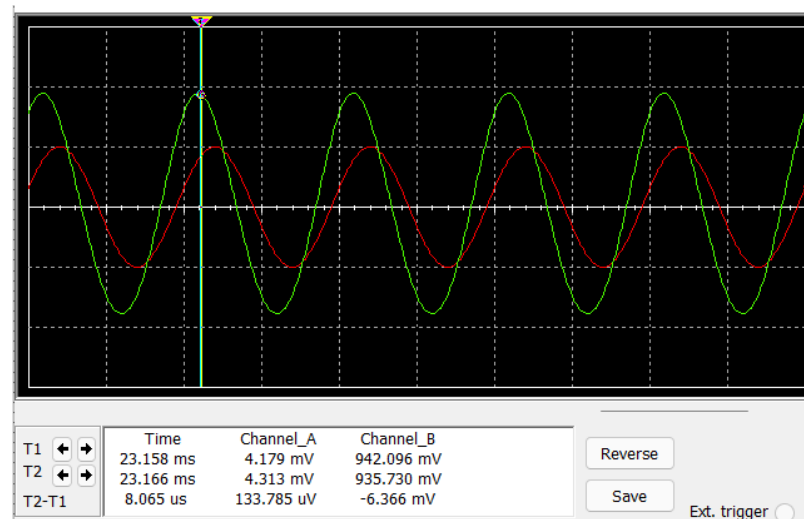 Time Channel_A Channel_B
T1 23.158 ms 4.179 mV 942.096 mV
T2 23.166 ms 4.313 mV 935.730 mV
T2-T1 8.065 us 133.785 uV -6.366 mV
Reverse
Save
Ext. trigger